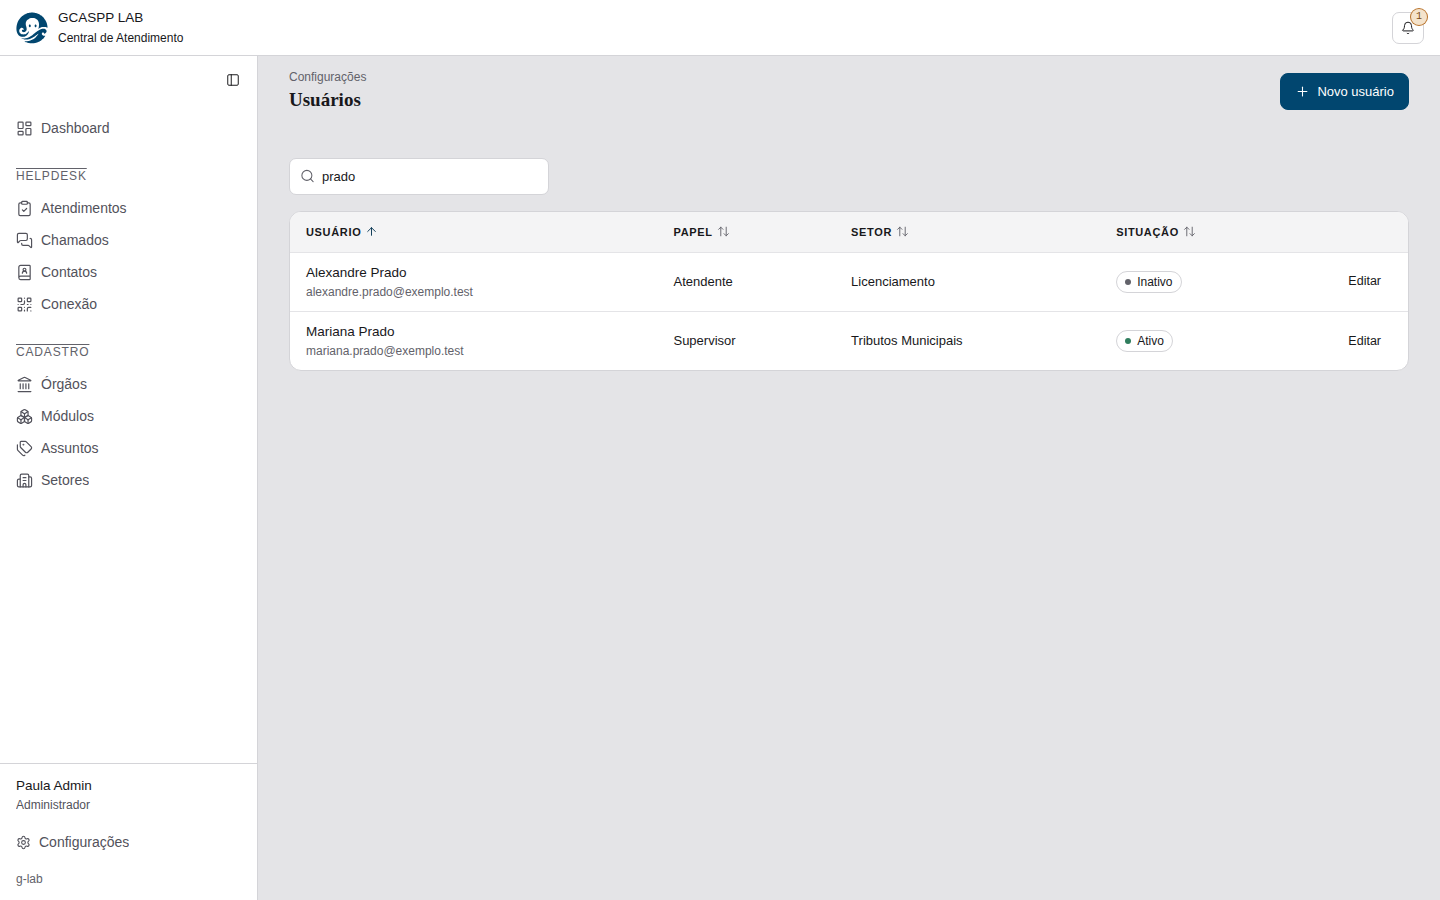 GCASPP LAB
Central de Atendimento
1
Dashboard
HELPDESK
Atendimentos
Chamados
Contatos
Conexão
CADASTRO
Órgãos
Módulos
Assuntos
Setores
Paula Admin
Administrador
Configurações
g-lab
Configurações
Usuários
Novo usuário
prado
USUÁRIO PAPEL SETOR SITUAÇÃO
Alexandre Prado
alexandre.prado@exemplo.test
Atendente Licenciamento Inativo Editar
Mariana Prado
mariana.prado@exemplo.test
Supervisor Tributos Municipais Ativo Editar